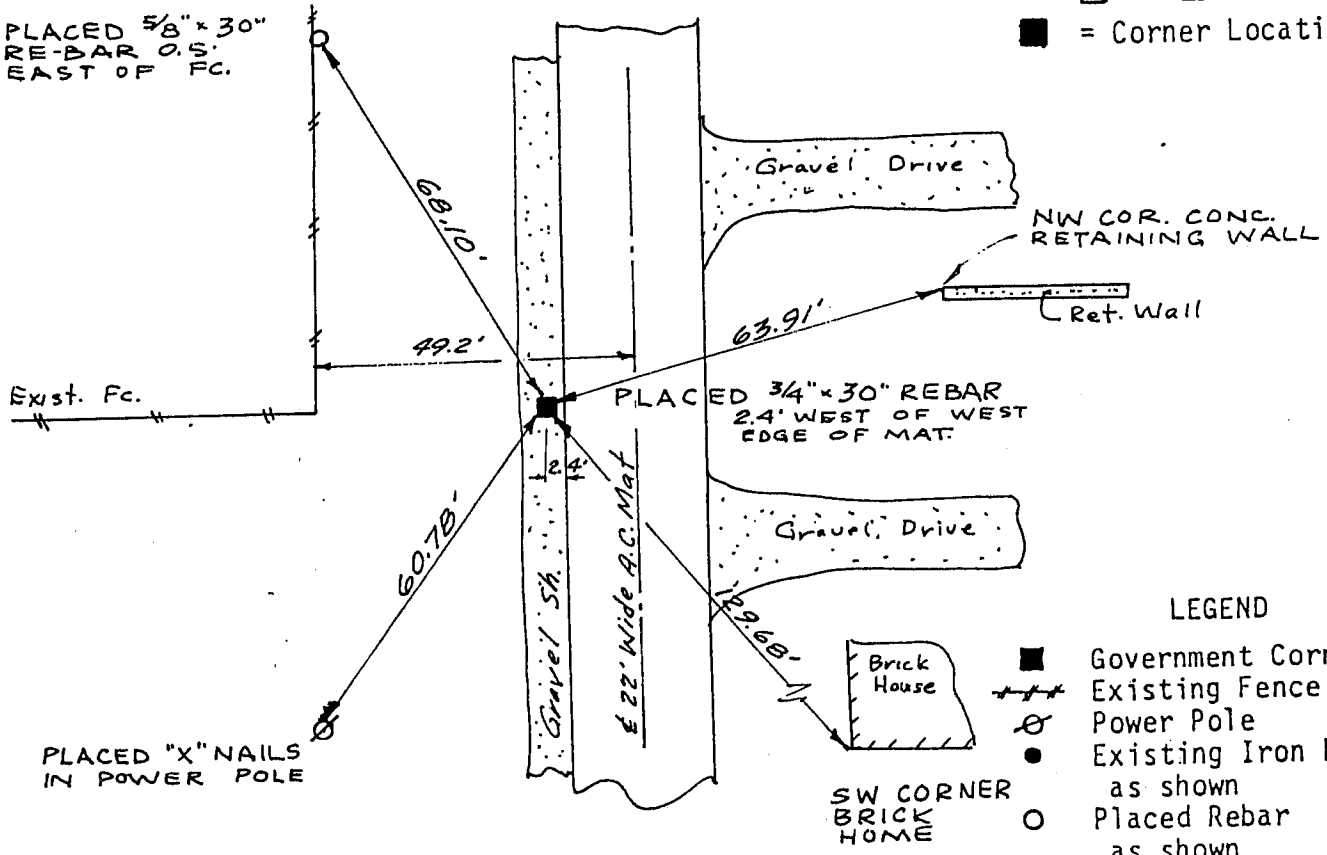 PLACED 5/8" x 30"
RE-BAR 0.5'
EAST OF FC.
= Corner Locati
68.10'
Gravel Drive
NW COR. CONC.
RETAINING WALL
63.91'
Ret. Wall
49.2'
Exist. Fc.
PLACED 3/4" x 30" REBAR
2.4' WEST OF WEST
EDGE OF MAT.
2.4'
60.78'
Gravel Sh.
℄ 22' Wide A.C. Mat
Gravel Drive
129.68'
Brick
House
PLACED "X" NAILS
IN POWER POLE
SW CORNER
BRICK
HOME
LEGEND
Government Corn
Existing Fence
Power Pole
Existing Iron
as shown
Placed Rebar
as shown